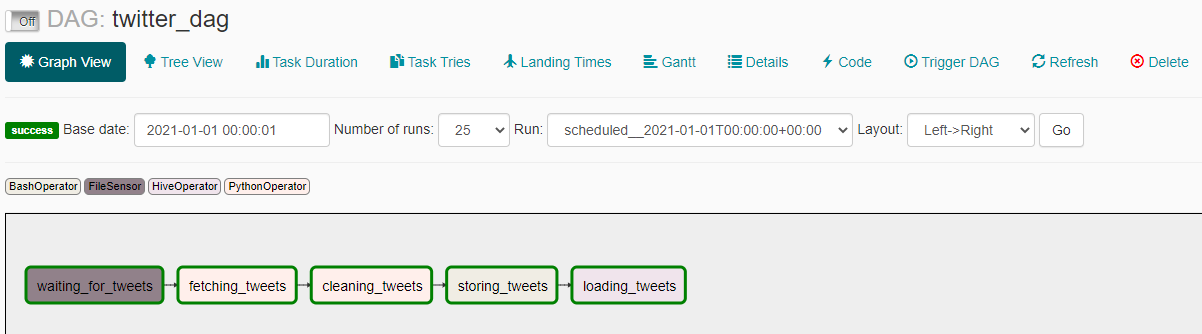 Off DAG: twitter_dag
Graph View Tree View Task Duration Task Tries Landing Times Gantt Details Code Trigger DAG Refresh Delete
success Base date: 2021-01-01 00:00:01 Number of runs: 25 Run: scheduled__2021-01-01T00:00:00+00:00 Layout: Left->Right Go
BashOperator FileSensor HiveOperator PythonOperator
waiting_for_tweets fetching_tweets cleaning_tweets storing_tweets loading_tweets